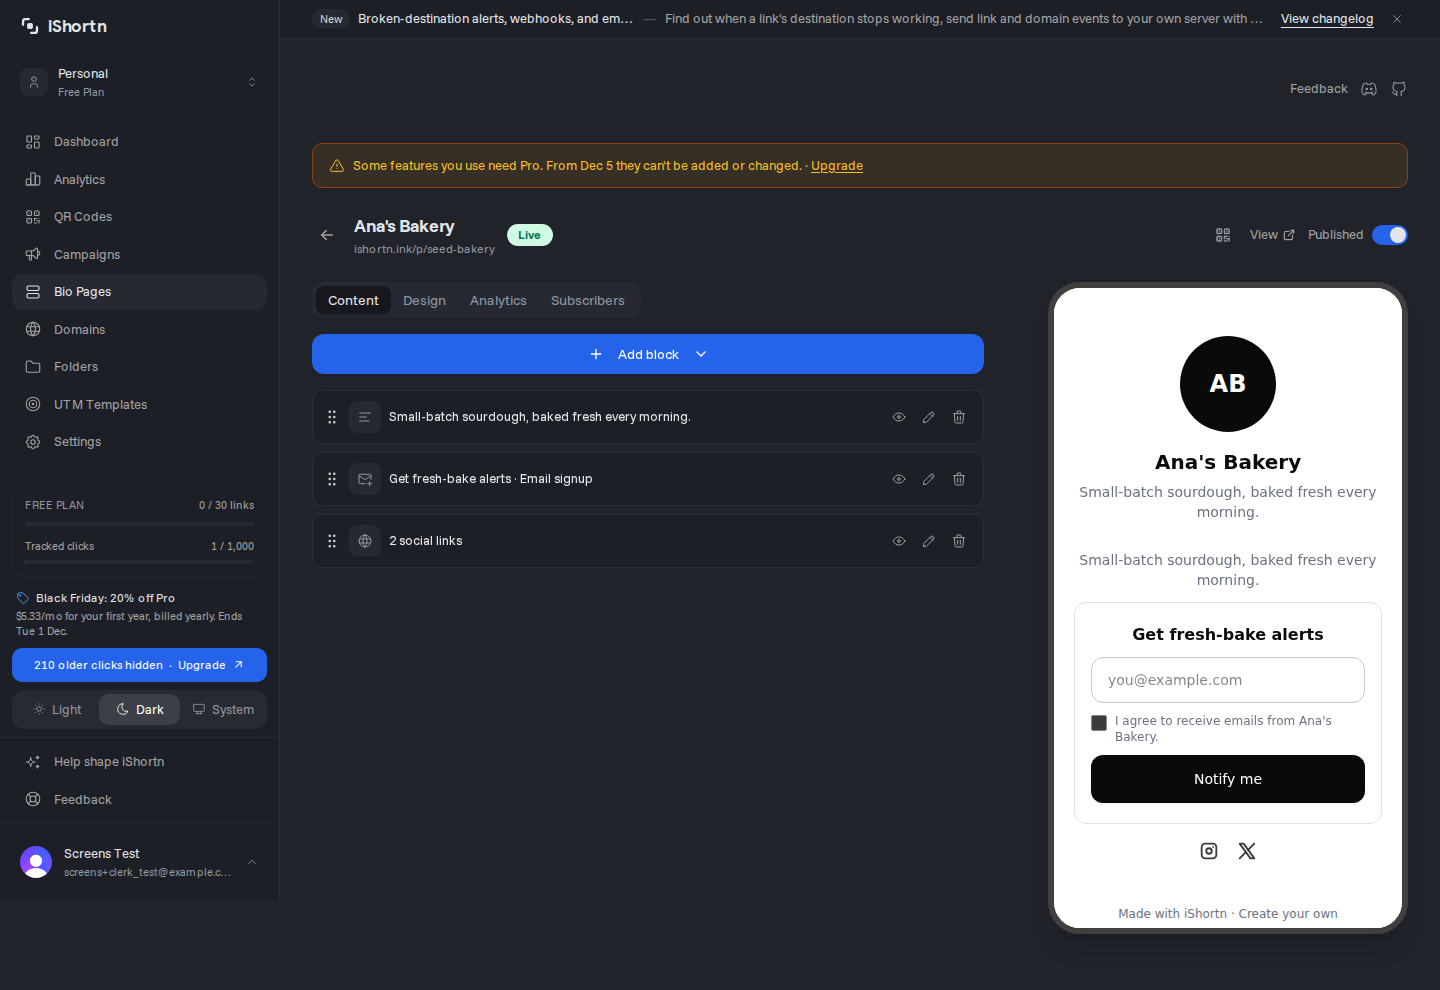 iShortn
New Broken-destination alerts, webhooks, and em... — Find out when a link's destination stops working, send link and domain events to your own server with ... View changelog
Personal
Free Plan
Feedback
Dashboard
Analytics
QR Codes
Campaigns
Bio Pages
Domains
Folders
UTM Templates
Settings
FREE PLAN 0 / 30 links
Tracked clicks 1 / 1,000
Black Friday: 20% off Pro
$5.33/mo for your first year, billed yearly. Ends
Tue 1 Dec.
210 older clicks hidden · Upgrade
Light Dark System
Help shape iShortn
Feedback
Screens Test
screens+clerk_test@example.c...
Some features you use need Pro. From Dec 5 they can't be added or changed. · Upgrade
Ana's Bakery
ishortn.ink/p/seed-bakery
Live
View
Published
Content Design Analytics Subscribers
Add block
Small-batch sourdough, baked fresh every morning.
Get fresh-bake alerts · Email signup
2 social links
AB
Ana's Bakery
Small-batch sourdough, baked fresh every
morning.
Small-batch sourdough, baked fresh every
morning.
Get fresh-bake alerts
you@example.com
I agree to receive emails from Ana's
Bakery.
Notify me
Made with iShortn · Create your own